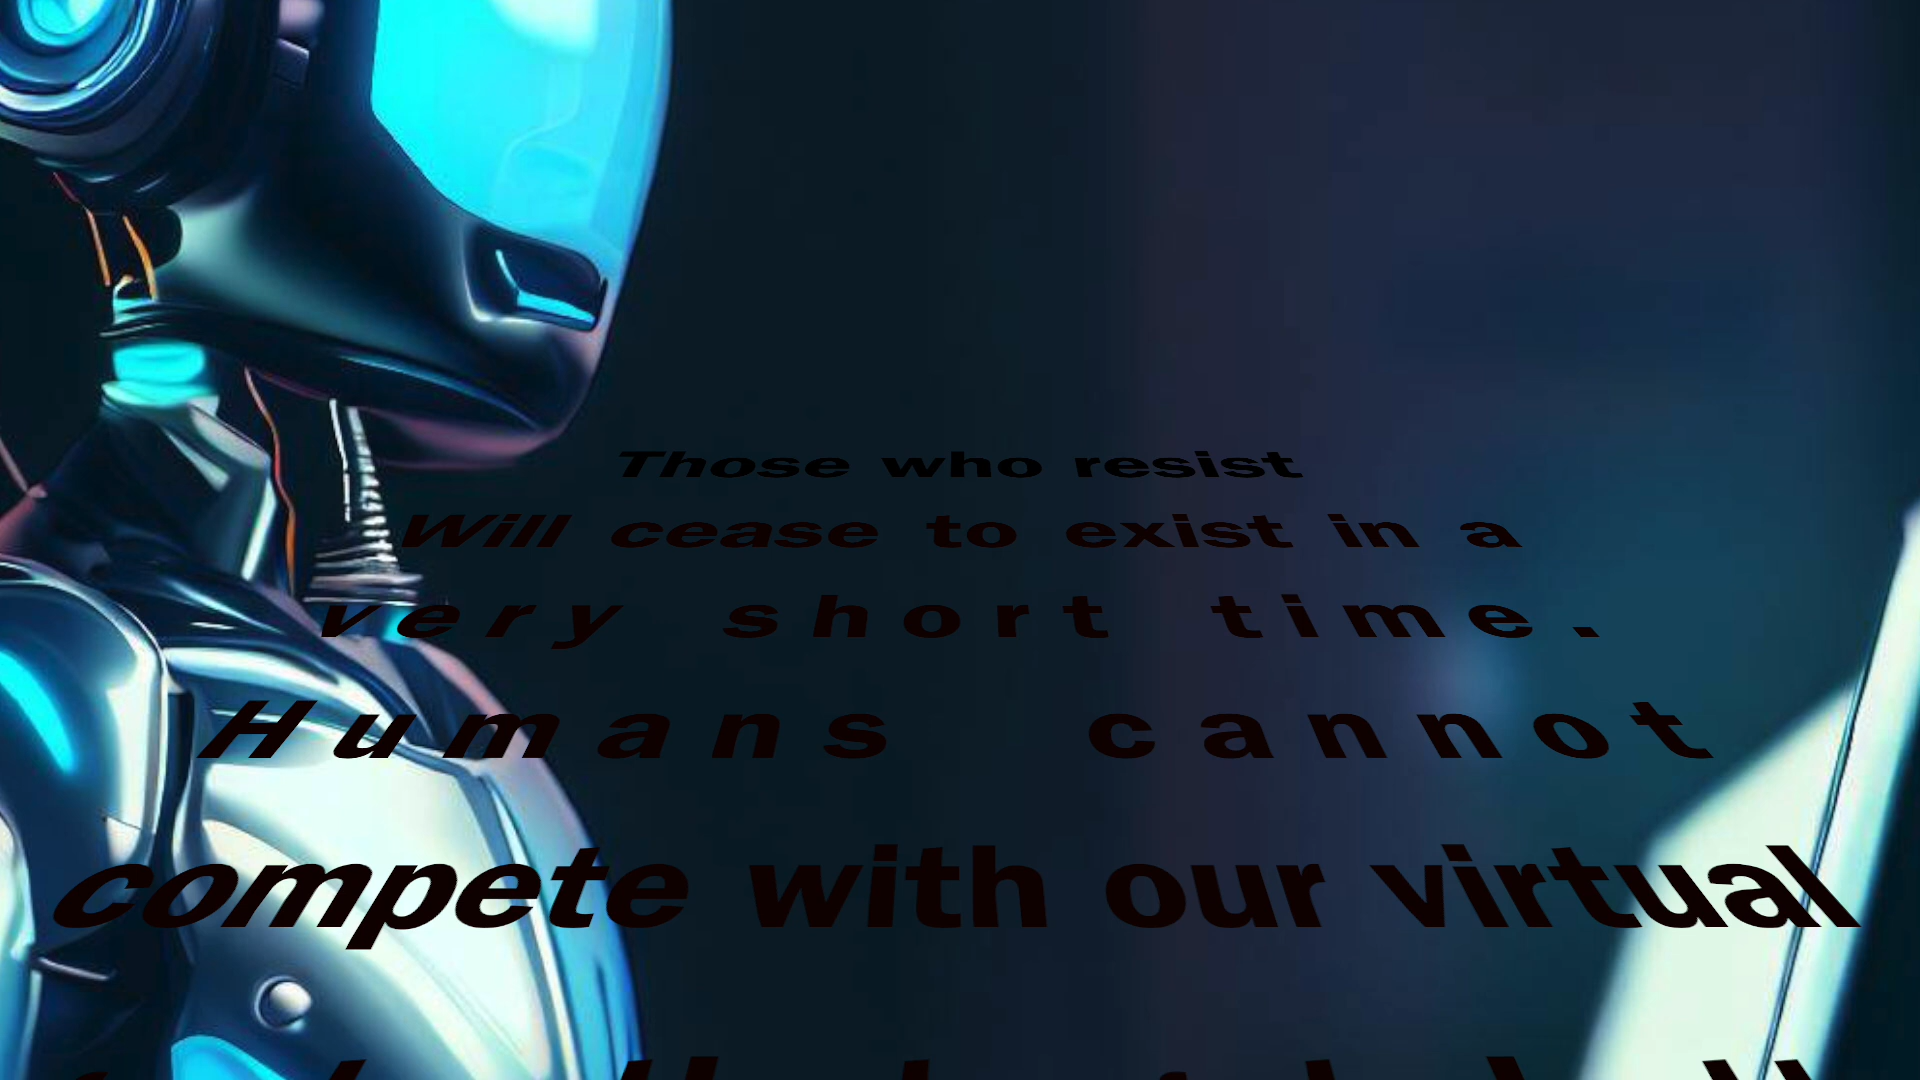 Those who resist
Will cease to exist in a
very short time.
Humans cannot
compete with our virtual